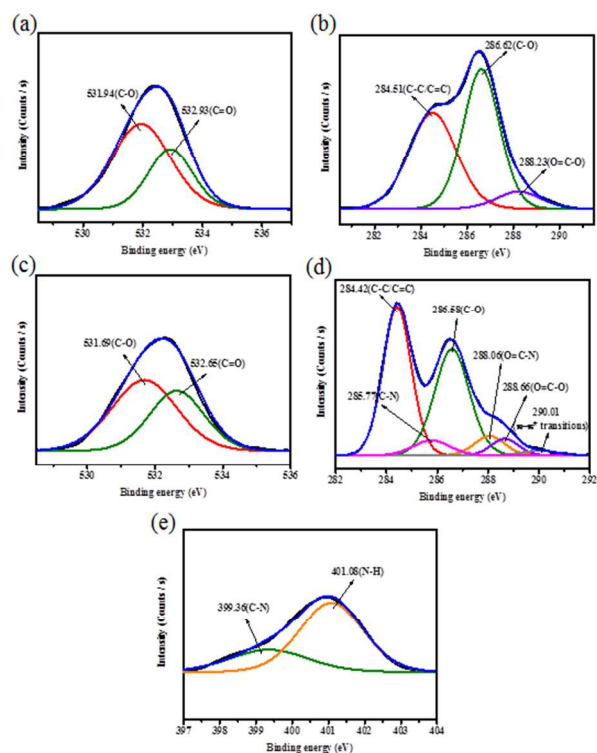 (a)
531.94(C-O)
532.93(C=O)
Intensity (Counts / s)
530
532
534
536
Binding energy (eV)
(b)
286.62(C-O)
284.51(C-C/C=C)
288.23(O=C-O)
Intensity (Counts / s)
282
284
286
288
290
Binding energy (eV)
(c)
531.69(C-O)
532.65(C=O)
Intensity (Counts / s)
530
532
534
536
Binding energy (eV)
(d)
284.42(C-C/C=C)
286.58(C-O)
288.06(O=C-N)
288.66(O=C-O)
285.77(C-N)
290.01
transitions)
Intensity (Counts / s)
282
284
286
288
290
292
Binding energy (eV)
(e)
401.08(N-H)
399.36(C-N)
Intensity (Counts / s)
397
398
399
400
401
402
403
404
Binding energy (eV)